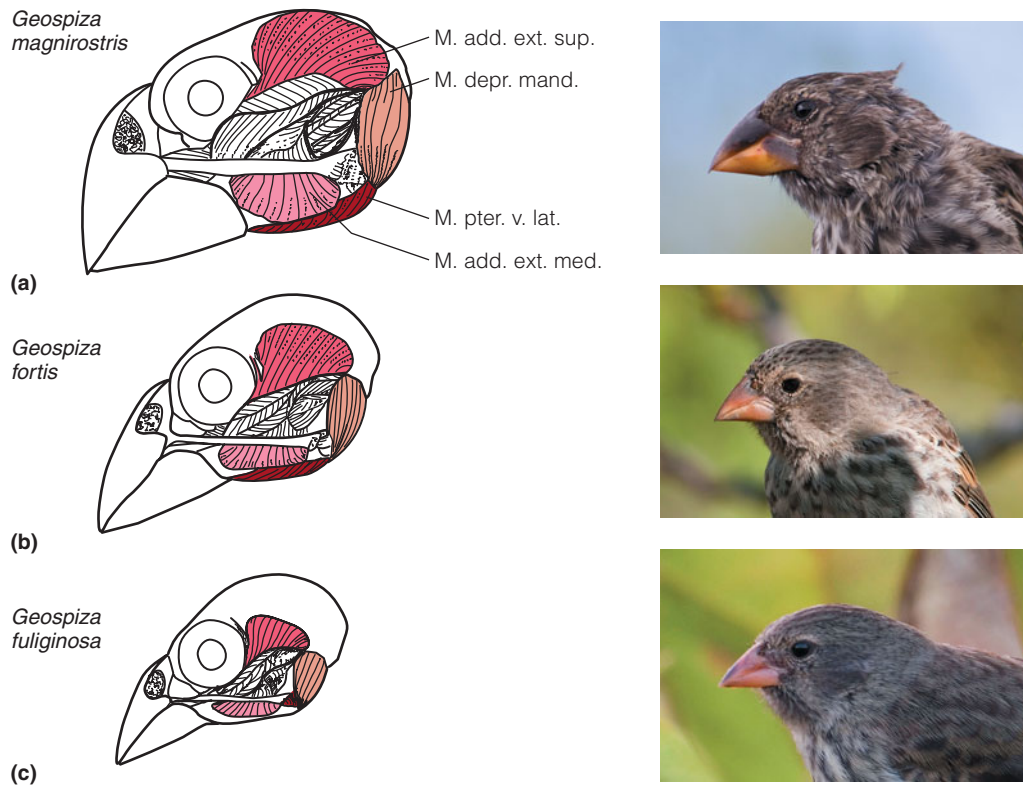 Geospiza
magnirostris
M. add. ext. sup.
M. depr. mand.
M. pter. v. lat.
M. add. ext. med.
(a)
Geospiza
fortis
(b)
Geospiza
fuliginosa
(c)